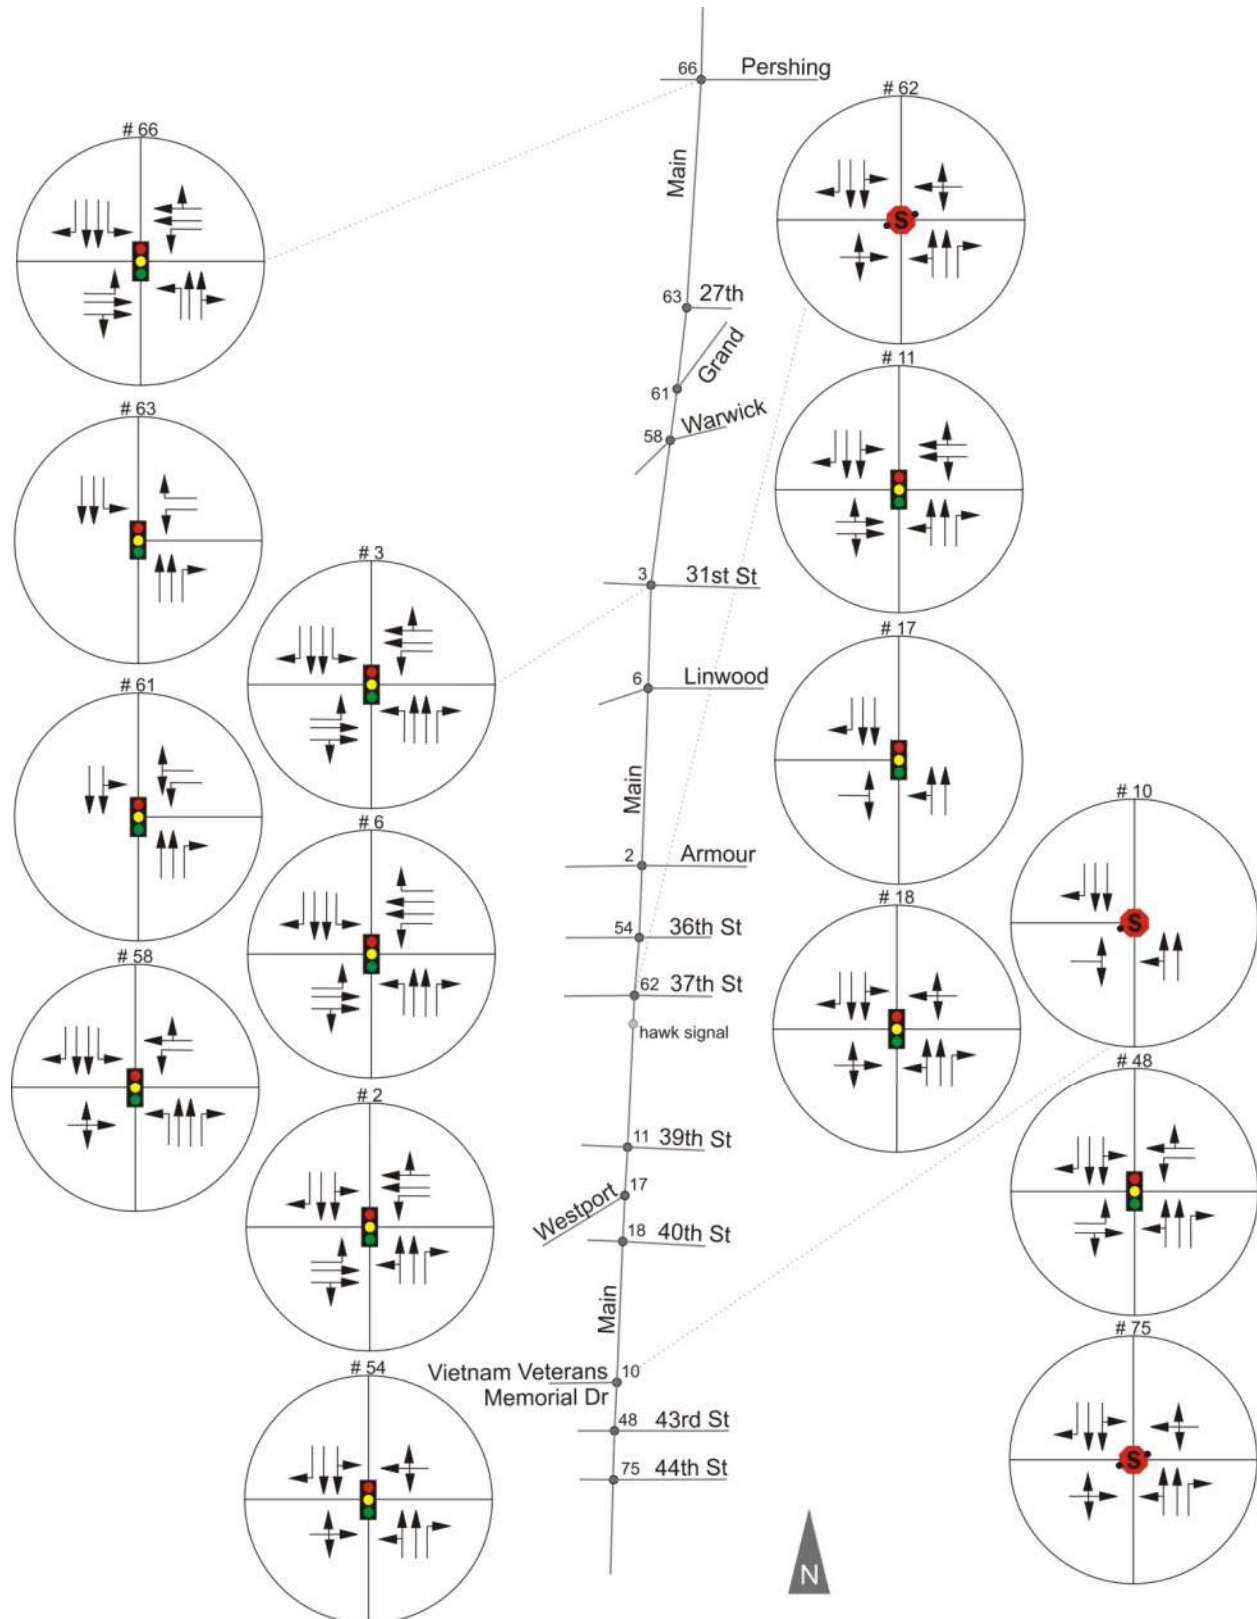 66 Pershing
# 62
# 66
Main
63 27th
Grand
61
# 11
Warwick
58
# 63
# 3
3 31st St
# 17
6 Linwood
# 61
Main
# 10
# 6
2 Armour
# 18
54 36th St
# 58
62 37th St
hawk signal
# 48
# 2
11 39th St
17
Westport
18 40th St
Main
# 75
# 54
Vietnam Veterans
Memorial Dr
10
48 43rd St
75 44th St
S
S
S
N